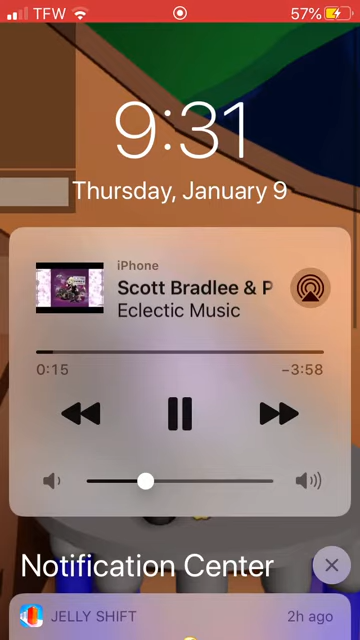 TFW
57%
9:31
Thursday, January 9
iPhone
Scott Bradlee & P
Eclectic Music
0:15
−3:58
Notification Center
JELLY SHIFT
2h ago